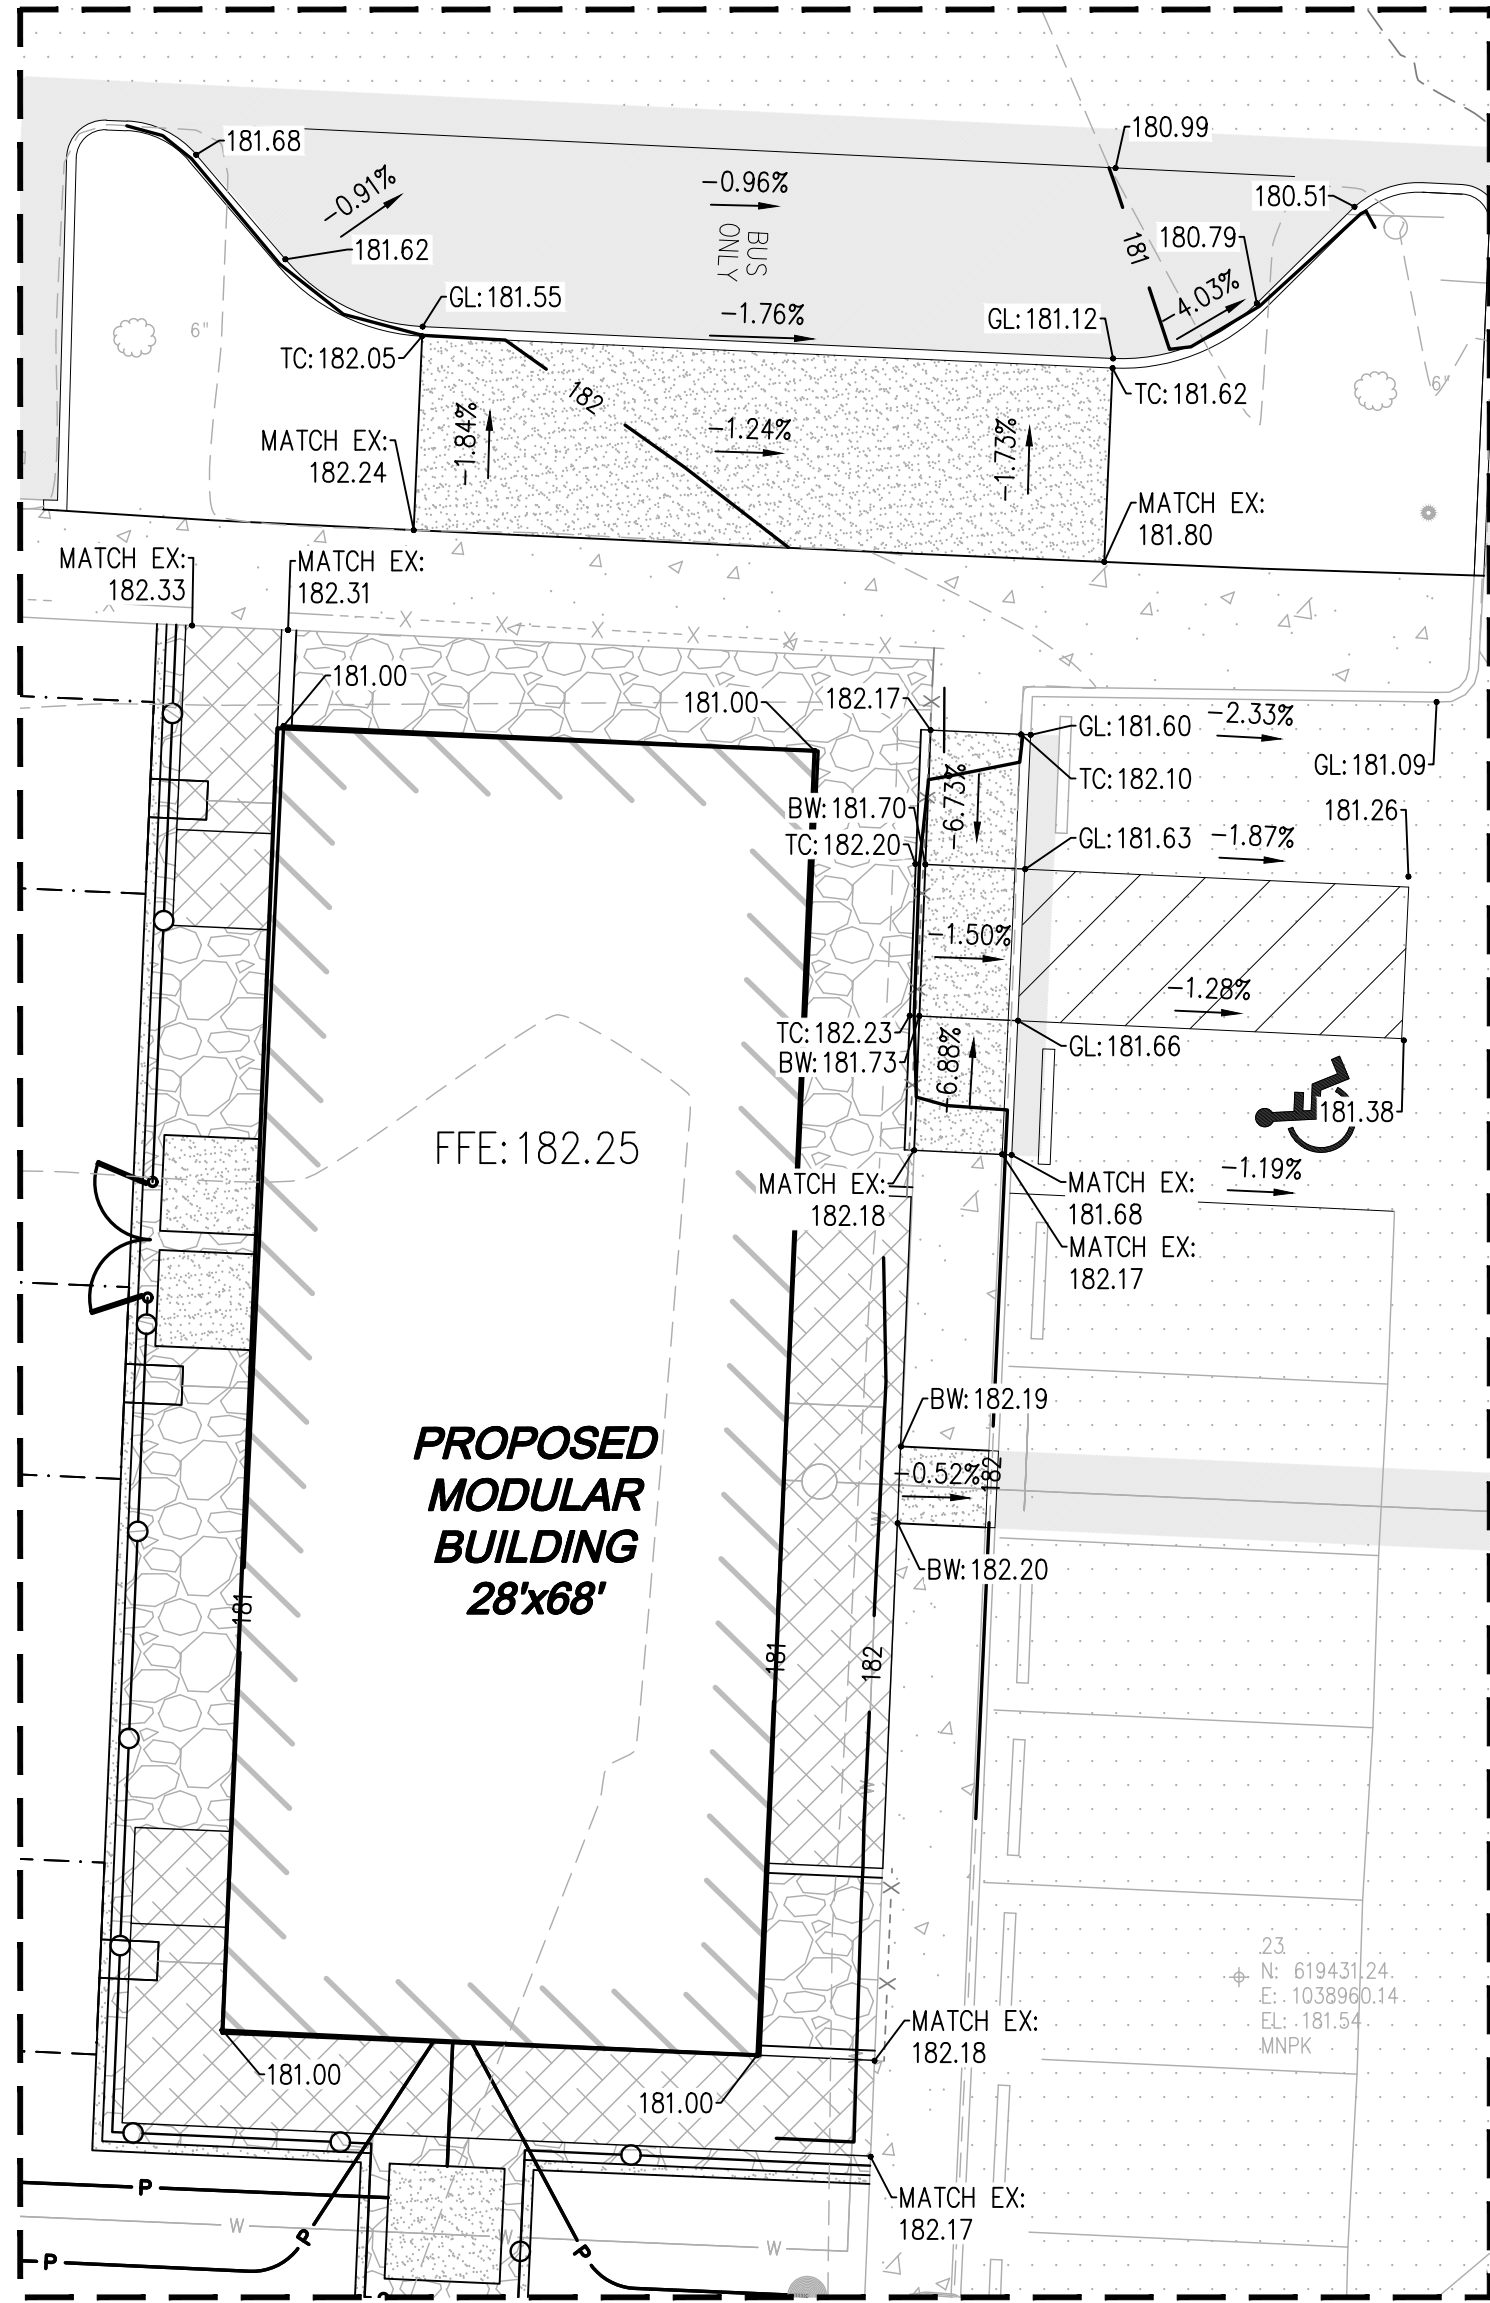 181.68
180.99
-0.91%
-0.96%
180.51
BUS
ONLY
181
180.79
181.62
GL: 181.55
-4.03%
-1.76%
GL: 181.12
6"
TC: 182.05
6"
182
TC: 181.62
-1.84%
-1.24%
-1.73%
MATCH EX:
182.24
MATCH EX:
181.80
MATCH EX:
182.33
MATCH EX:
182.31
X
X
X
X
X
X
181.00
181.00
182.17
X
GL: 181.60
-2.33%
GL: 181.09
TC: 182.10
-6.73%
BW: 181.70
181.26
TC: 182.20
GL: 181.63
-1.87%
-1.50%
-1.28%
TC: 182.23
BW: 181.73
-6.88%
GL: 181.66
181.38
FFE: 182.25
-1.19%
MATCH EX:
182.18
MATCH EX:
181.68
MATCH EX:
182.17
BW: 182.19
PROPOSED
MODULAR
BUILDING
28'x68'
-0.52%
182
W
BW: 182.20
181
181
182
W
X
23
N: 619431.24
E: 1038960.14
EL: 181.54
MNPK
X
MATCH EX:
182.18
181.00
181.00
P
MATCH EX:
182.17
W
P
W
P
W
P